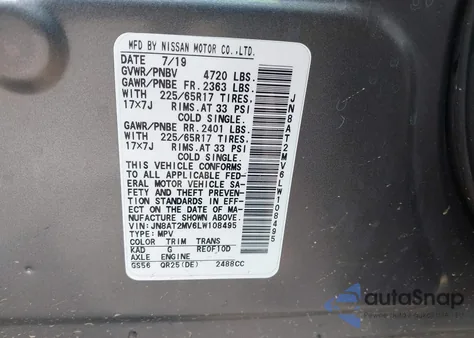 MFD BY NISSAN MOTOR CO.,LTD.
DATE 7/19
GVWR/PNBV 4720 LBS.
GAWR/PNBE FR. 2363 LBS.
WITH 225/65R17 TIRES,
17x7J RIMS,AT 33 PSI
COLD SINGLE.
GAWR/PNBE RR. 2401 LBS.
WITH 225/65R17 TIRES,
17x7J RIMS,AT 33 PSI
COLD SINGLE.
THIS VEHICLE CONFORMS
TO ALL APPLICABLE FED-
ERAL MOTOR VEHICLE SA-
FETY AND THEFT PREVEN-
TION STANDARDS IN EFFECT
ON THE DATE OF MA-
NUFACTURE SHOWN ABOVE.
VIN:JN8AT2MV6LW108495
TYPE: MPV
COLOR TRIM TRANS
KAD G RE0F10D
AXLE ENGINE
GS56 QR25(DE) 2488CC
JN8AT2MV6LW108495
autoSnap